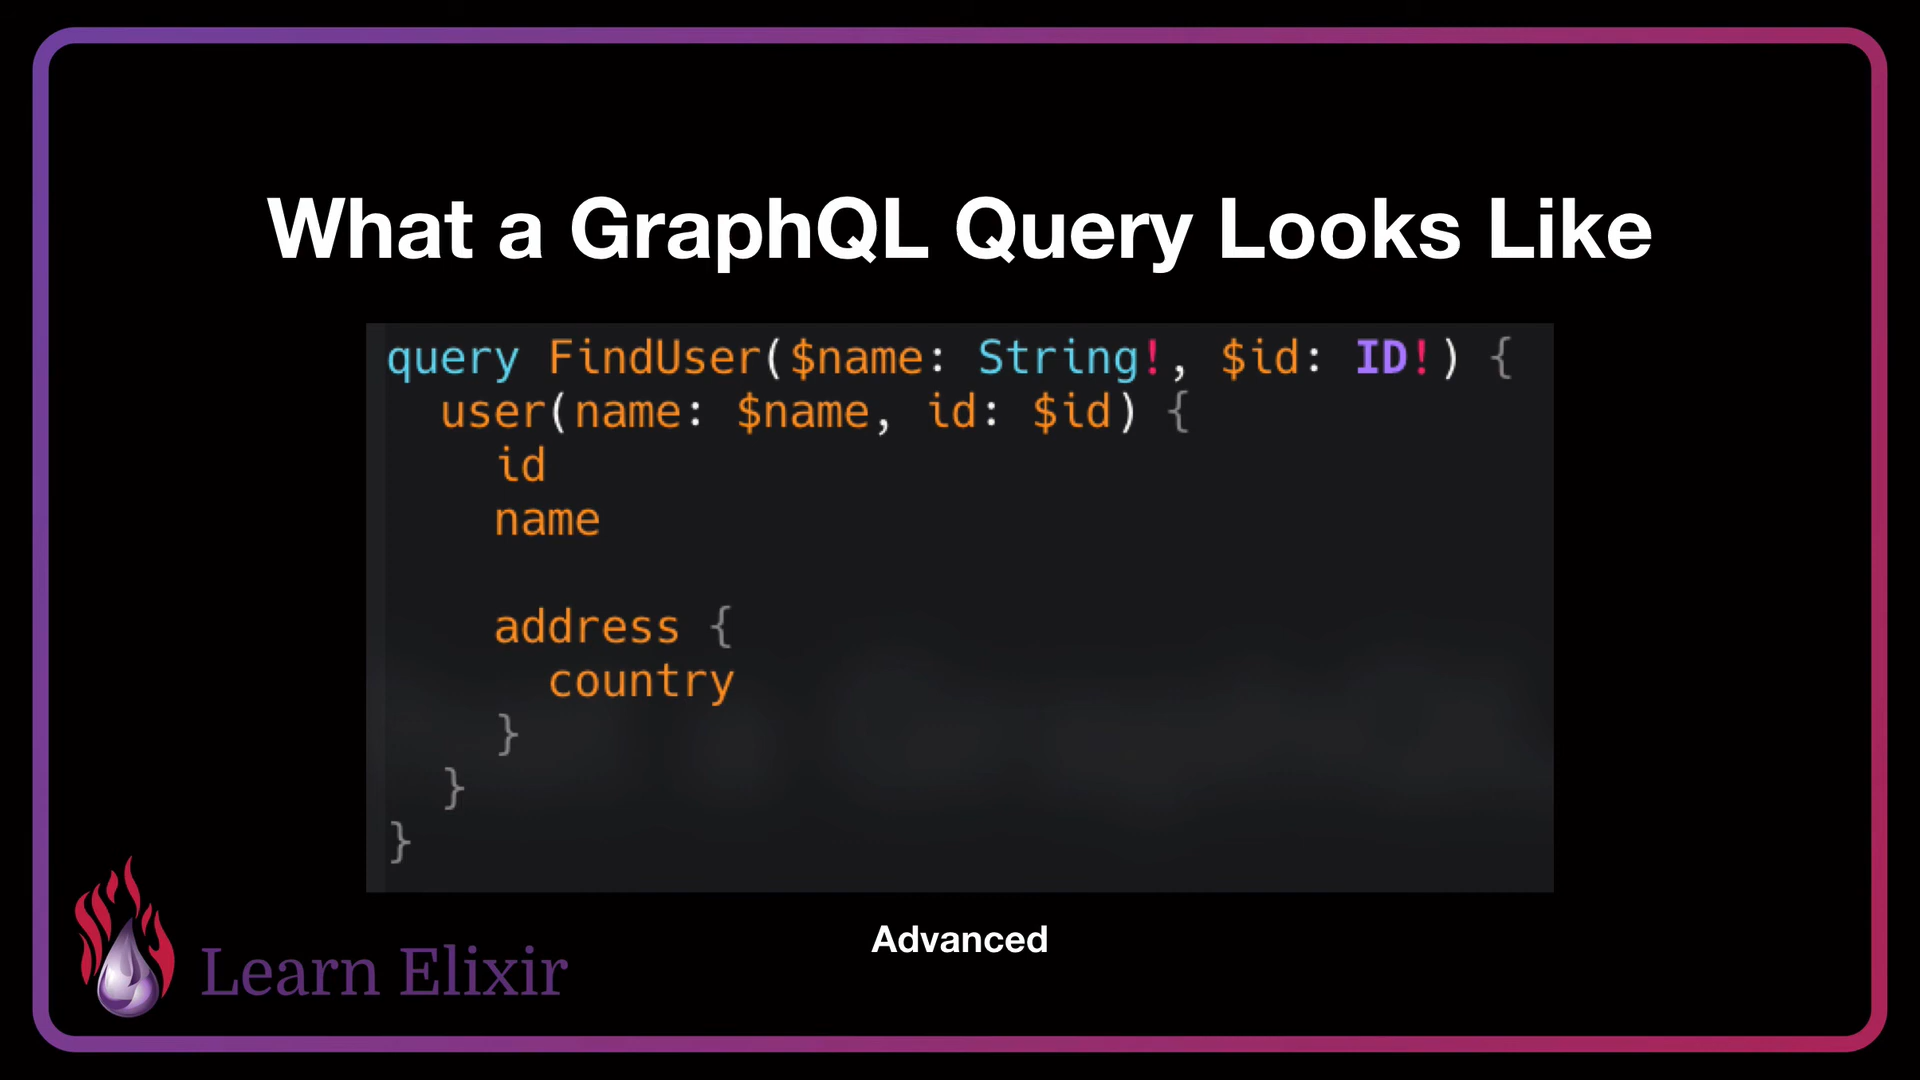 What a GraphQL Query Looks Like
query FindUser($name: String!, $id: ID!) {
  user(name: $name, id: $id) {
    id
    name

    address {
      country
    }
  }
}
Advanced
Learn Elixir